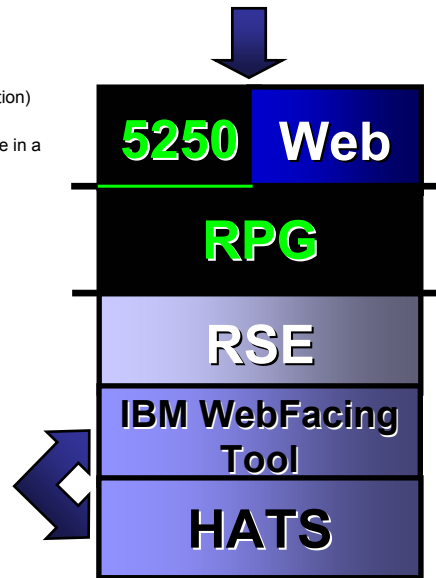 tion)
e in a
5250 Web
RPG
RSE
IBM WebFacing
Tool
HATS